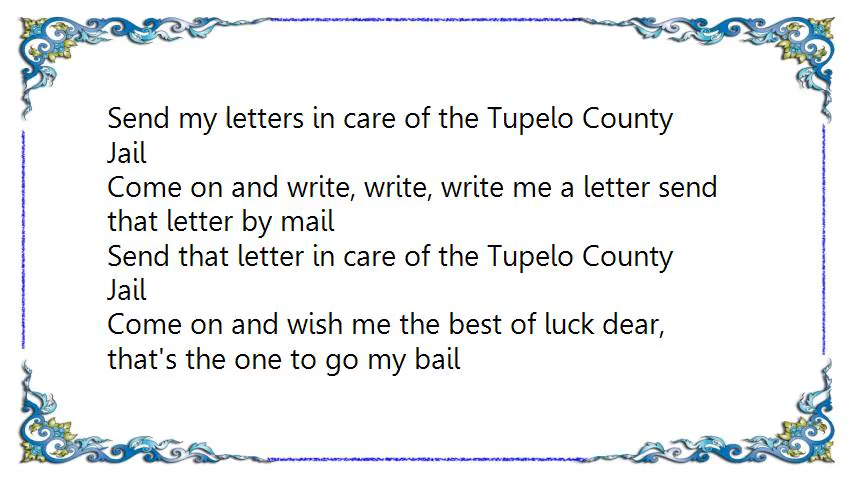 Send my letters in care of the Tupelo County
Jail
Come on and write, write, write me a letter send
that letter by mail
Send that letter in care of the Tupelo County
Jail
Come on and wish me the best of luck dear,
that's the one to go my bail